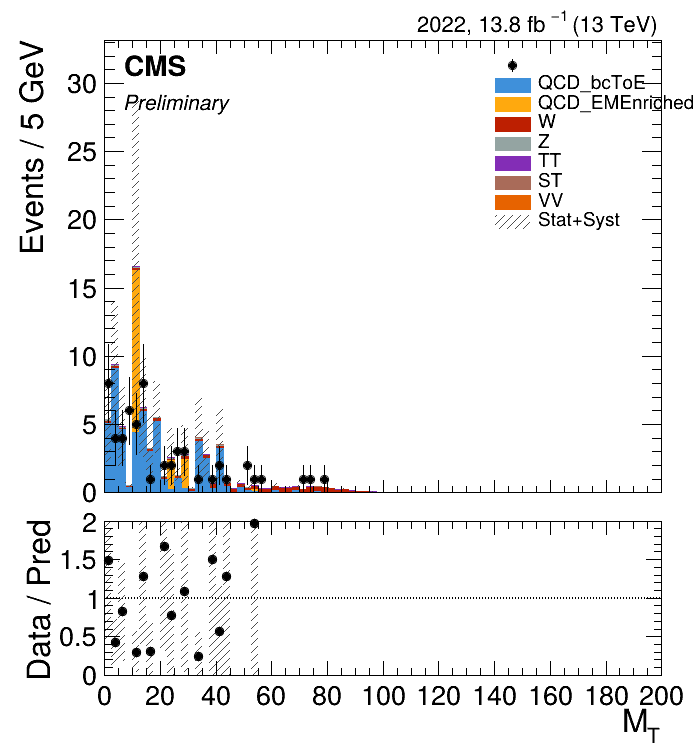 2022, 13.8 fb⁻¹ (13 TeV)
CMS
Preliminary
QCD_bcToE
QCD_EMEnriched
W
Z
TT
ST
VV
Stat+Syst
Events / 5 GeV
30
25
20
15
10
5
0
Data / Pred
2
1.5
1
0.5
0
0 20 40 60 80 100 120 140 160 180 200
M_T